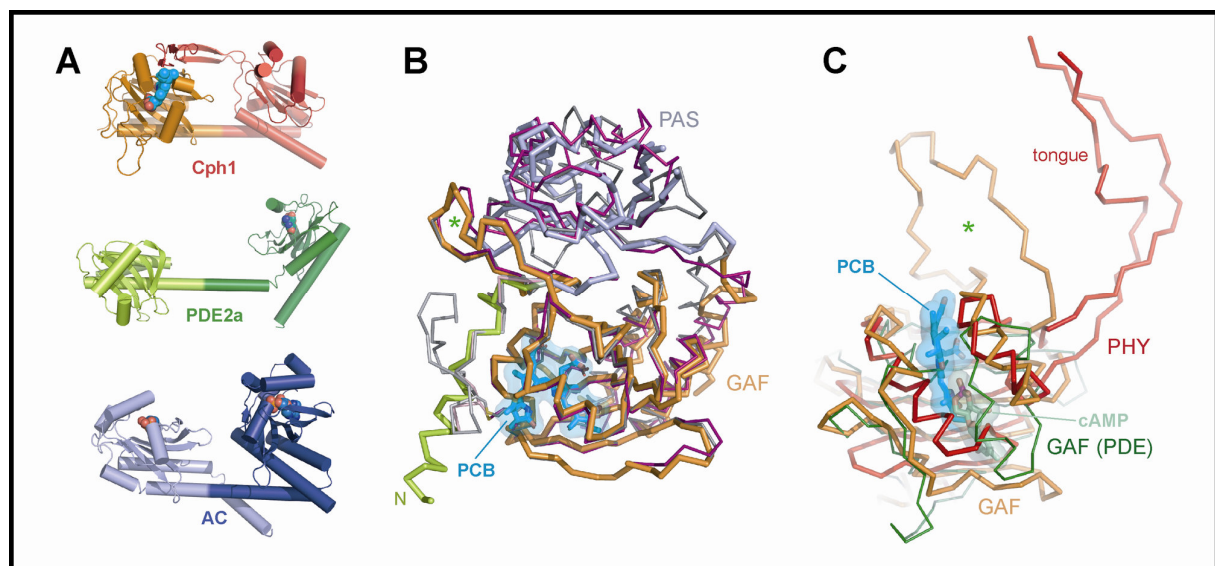 A
Cph1
PDE2a
AC
B
PAS
*
GAF
PCB
N
C
tongue
*
PCB
PHY
cAMP
GAF (PDE)
GAF